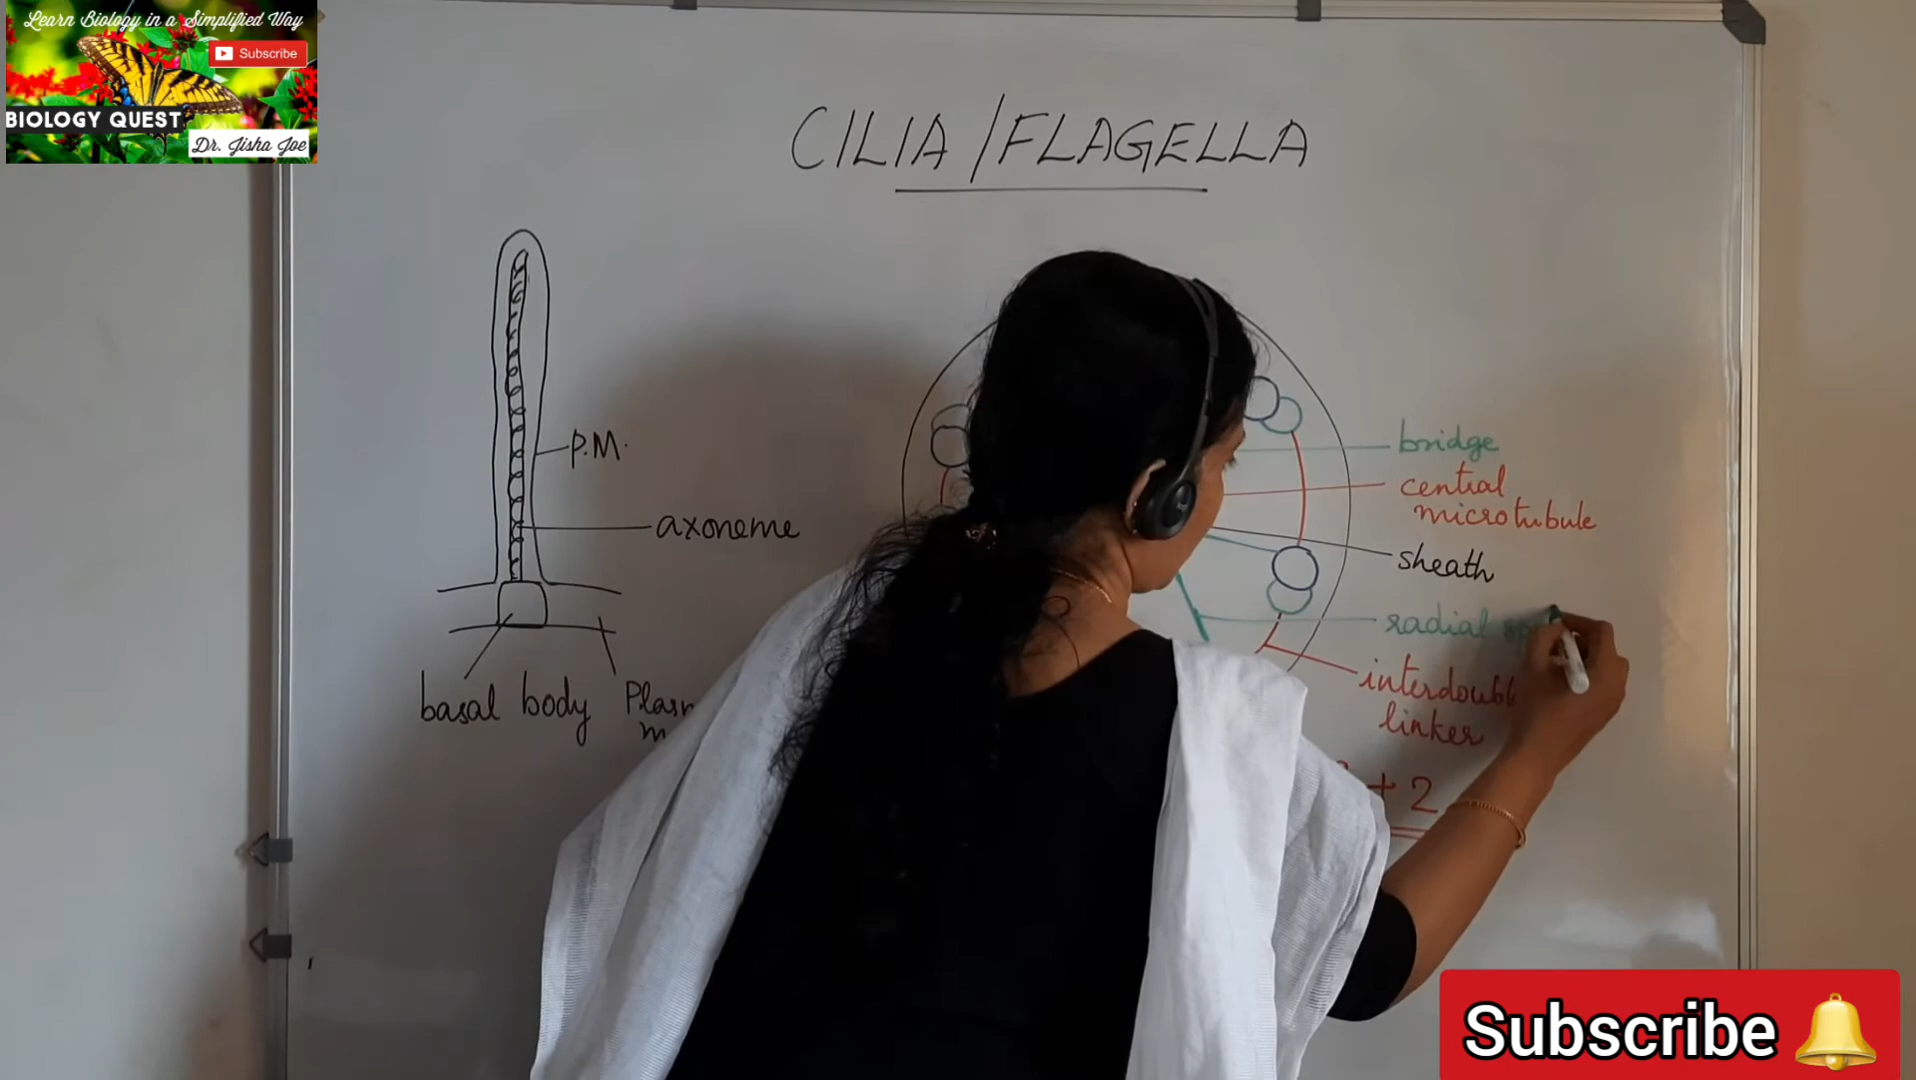 Learn Biology in a Simplified Way
Subscribe
BIOLOGY QUEST
Dr. Jisha Joe
CILIA / FLAGELLA
P.M.
axoneme
basal body
bridge
central
microtubule
sheath
radial
linker
+ 2
Subscribe